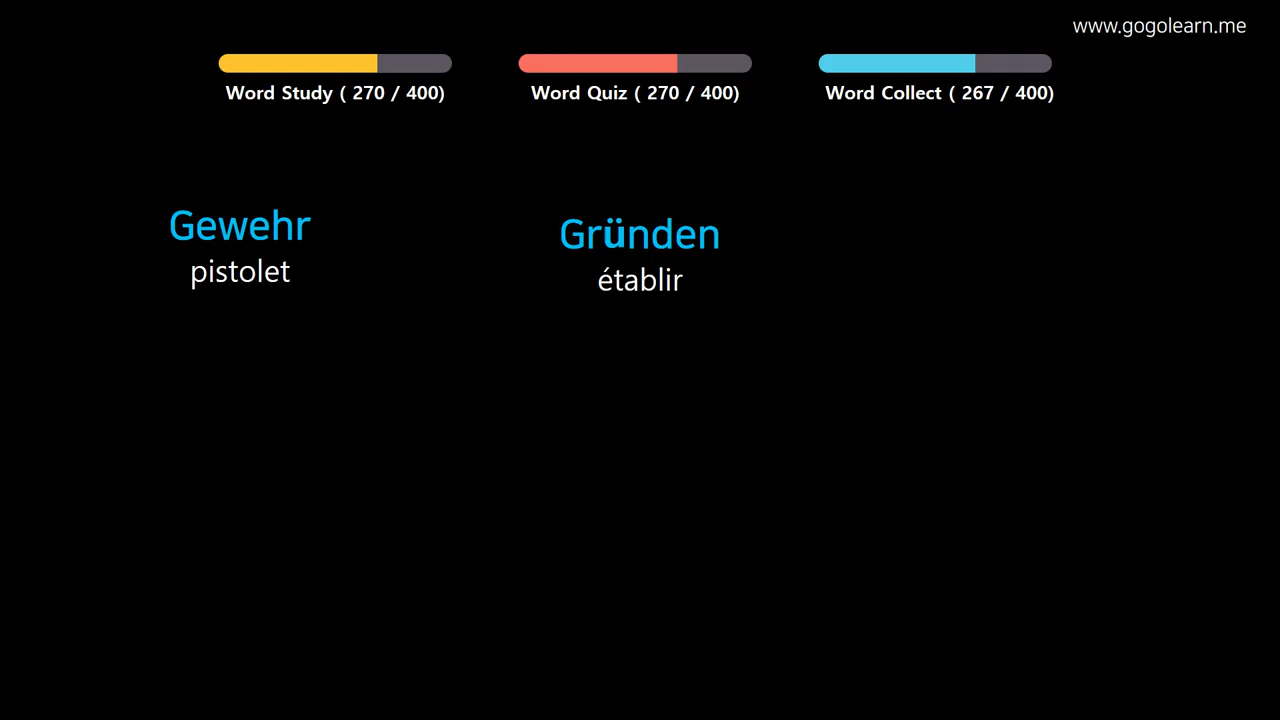 www.gogolearn.me
Word Study ( 270 / 400)
Word Quiz ( 270 / 400)
Word Collect ( 267 / 400)
Gewehr
pistolet
Gründen
établir